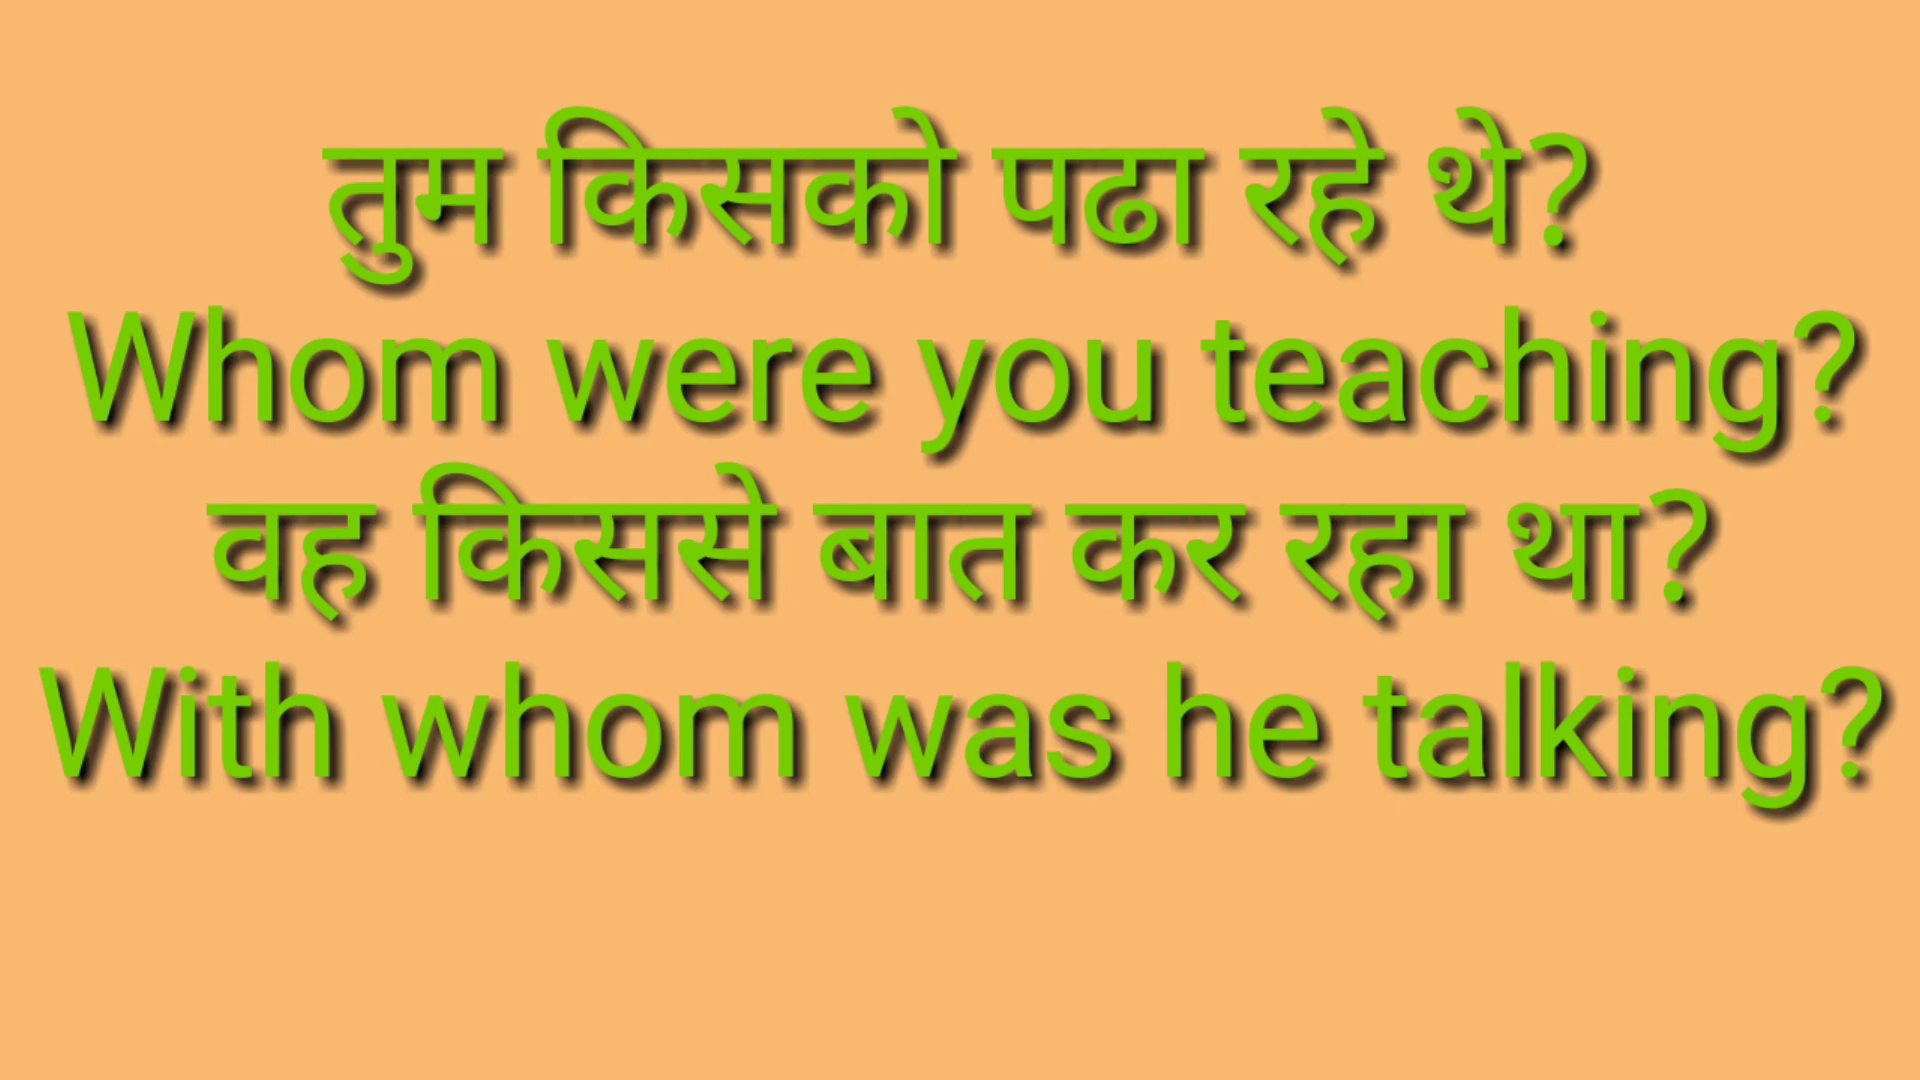 तुम किसको पढा रहे थे?
Whom were you teaching?
वह किससे बात कर रहा था?
With whom was he talking?